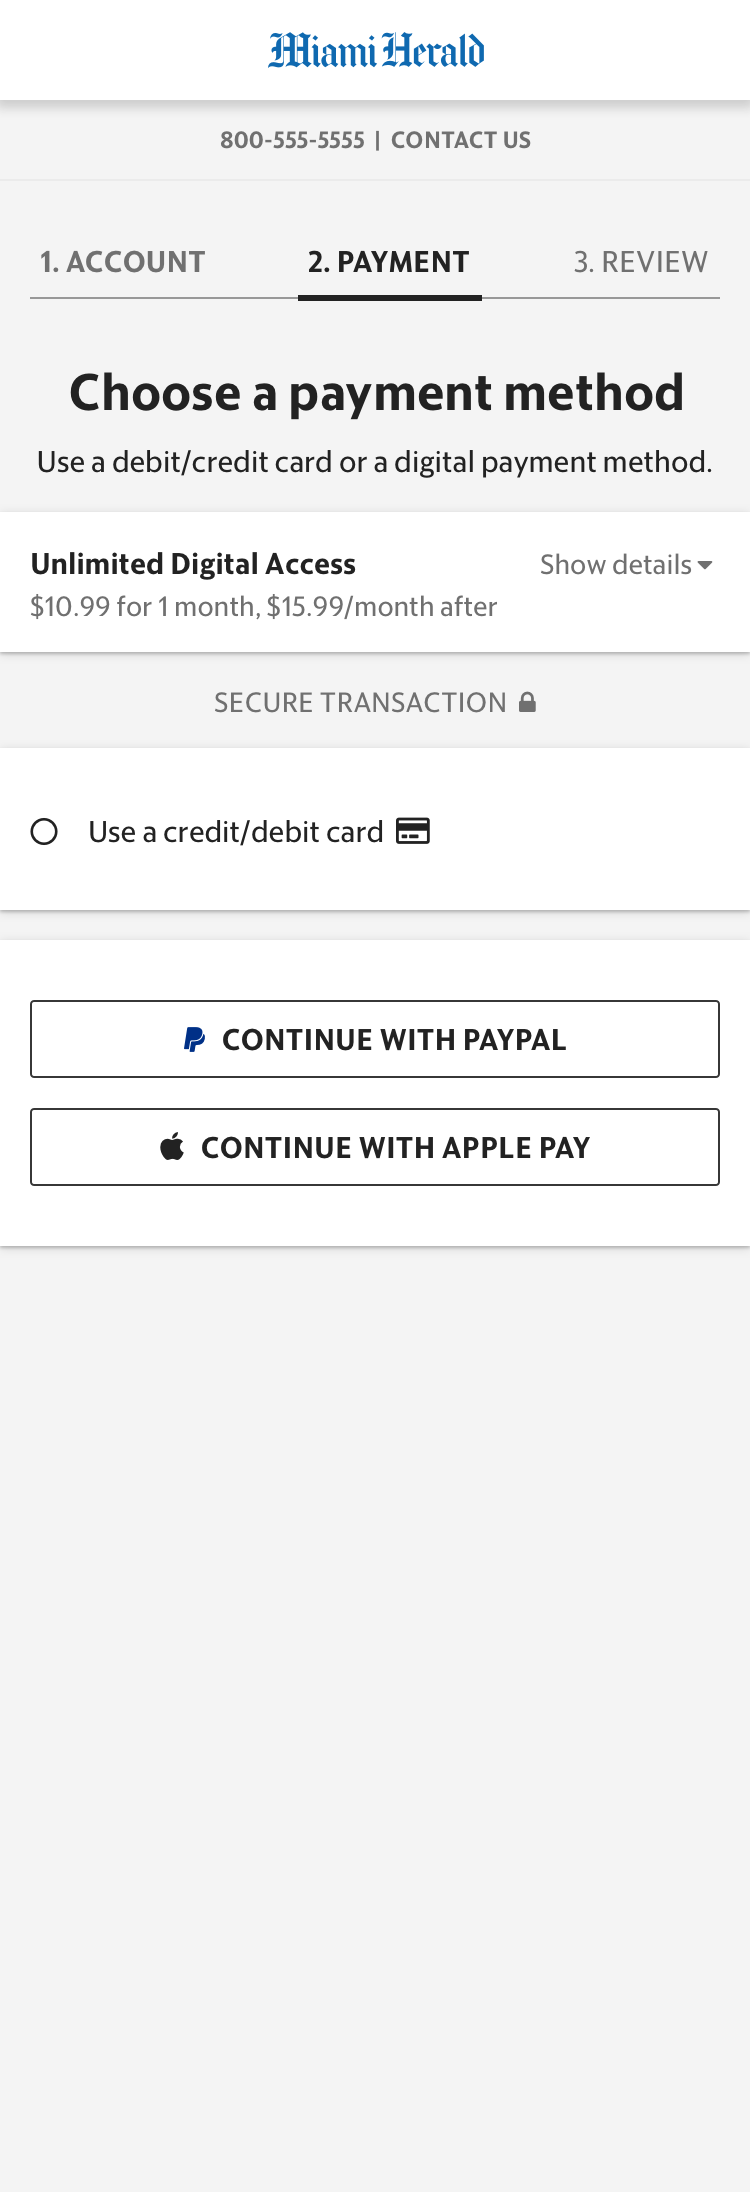 Miami Herald
800-555-5555 | CONTACT US
1. ACCOUNT
2. PAYMENT
3. REVIEW
Choose a payment method
Use a debit/credit card or a digital payment method.
Unlimited Digital Access
Show details
$10.99 for 1 month, $15.99/month after
SECURE TRANSACTION
Use a credit/debit card
CONTINUE WITH PAYPAL
CONTINUE WITH APPLE PAY